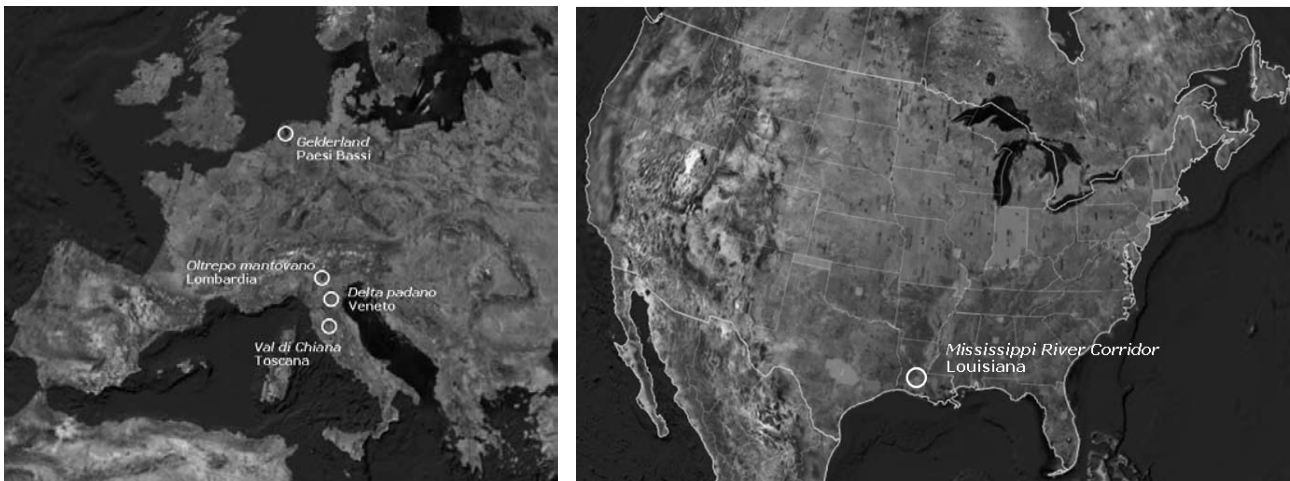 Gelderland
Paesi Bassi
Oltrepo mantovano
Lombardia
Delta padano
Veneto
Val di Chiana
Toscana
Mississippi River Corridor
Louisiana